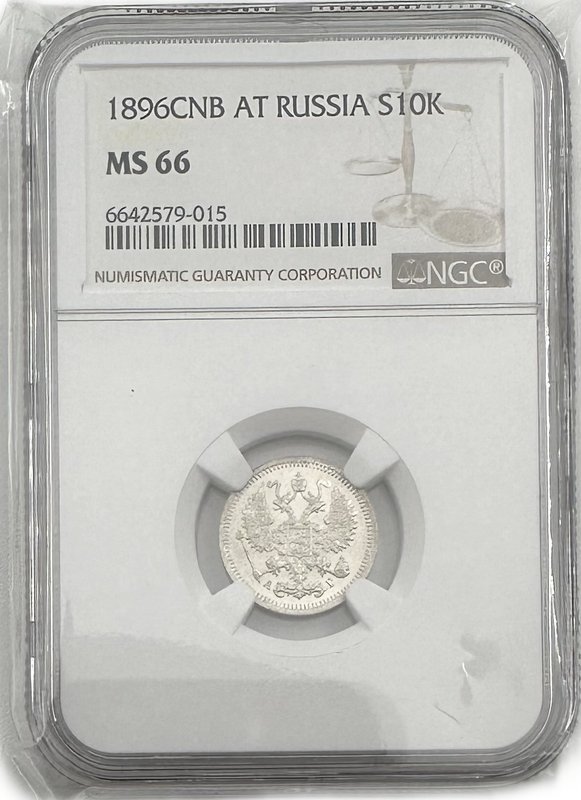 1896CNB AT RUSSIA S10K
MS 66
6642579-015
NUMISMATIC GUARANTY CORPORATION
NGC®
А Г